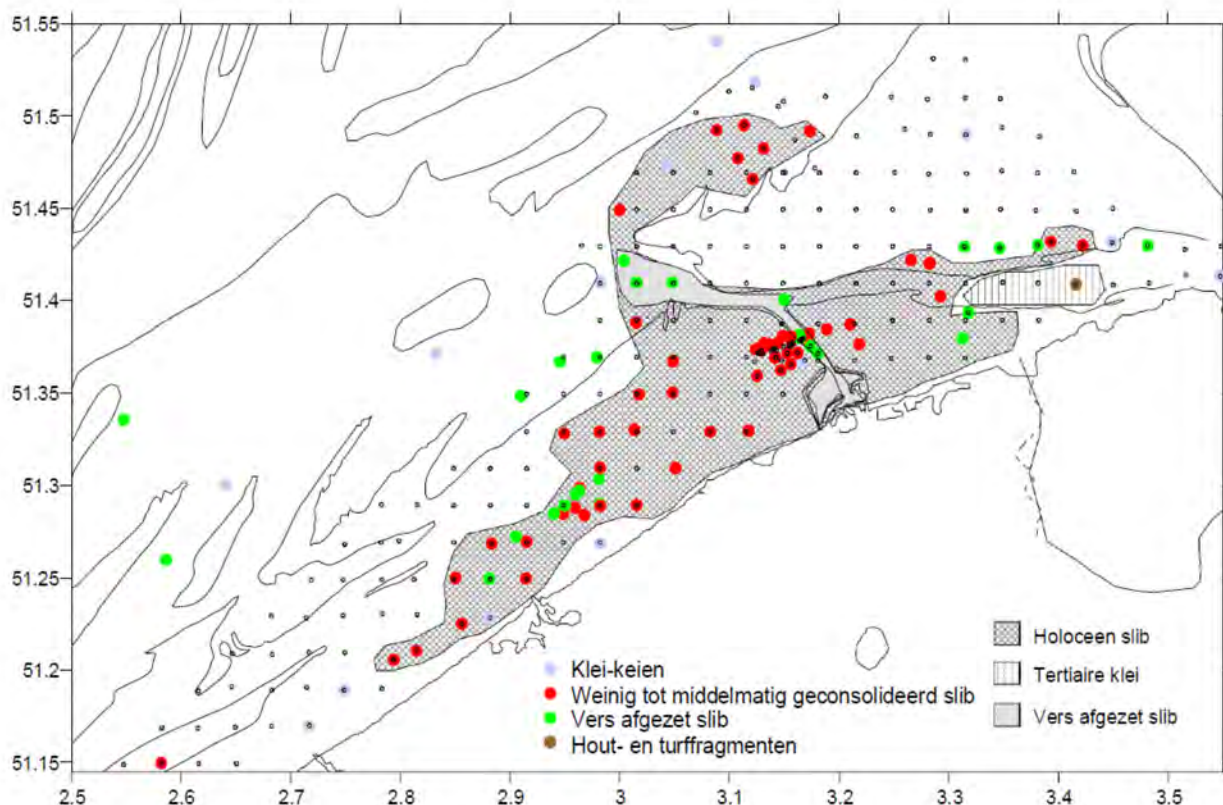 51.55
51.5
51.45
51.4
51.35
51.3
51.25
51.2
51.15
2.5 2.6 2.7 2.8 2.9 3 3.1 3.2 3.3 3.4 3.5
Klei-keien
Weinig tot middelmatig geconsolideerd slib
Vers afgezet slib
Hout- en turffragmenten
Holoceen slib
Tertiaire klei
Vers afgezet slib